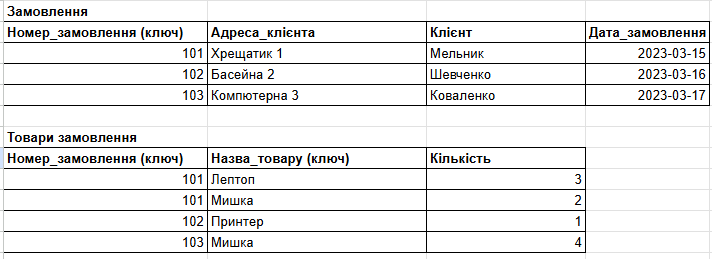 Замовлення
Номер_замовлення (ключ) Адреса_клієнта Клієнт Дата_замовлення
101 Хрещатик 1 Мельник 2023-03-15
102 Басейна 2 Шевченко 2023-03-16
103 Компютерна 3 Коваленко 2023-03-17
Товари замовлення
Номер_замовлення (ключ) Назва_товару (ключ) Кількість
101 Лептоп 3
101 Мишка 2
102 Принтер 1
103 Мишка 4